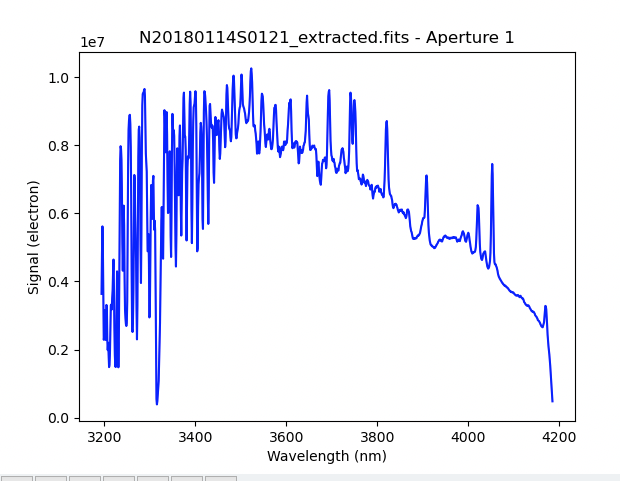 N20180114S0121_extracted.fits - Aperture 1
1e7
1.0
0.8
0.6
0.4
0.2
0.0
Signal (electron)
3200 3400 3600 3800 4000 4200
Wavelength (nm)